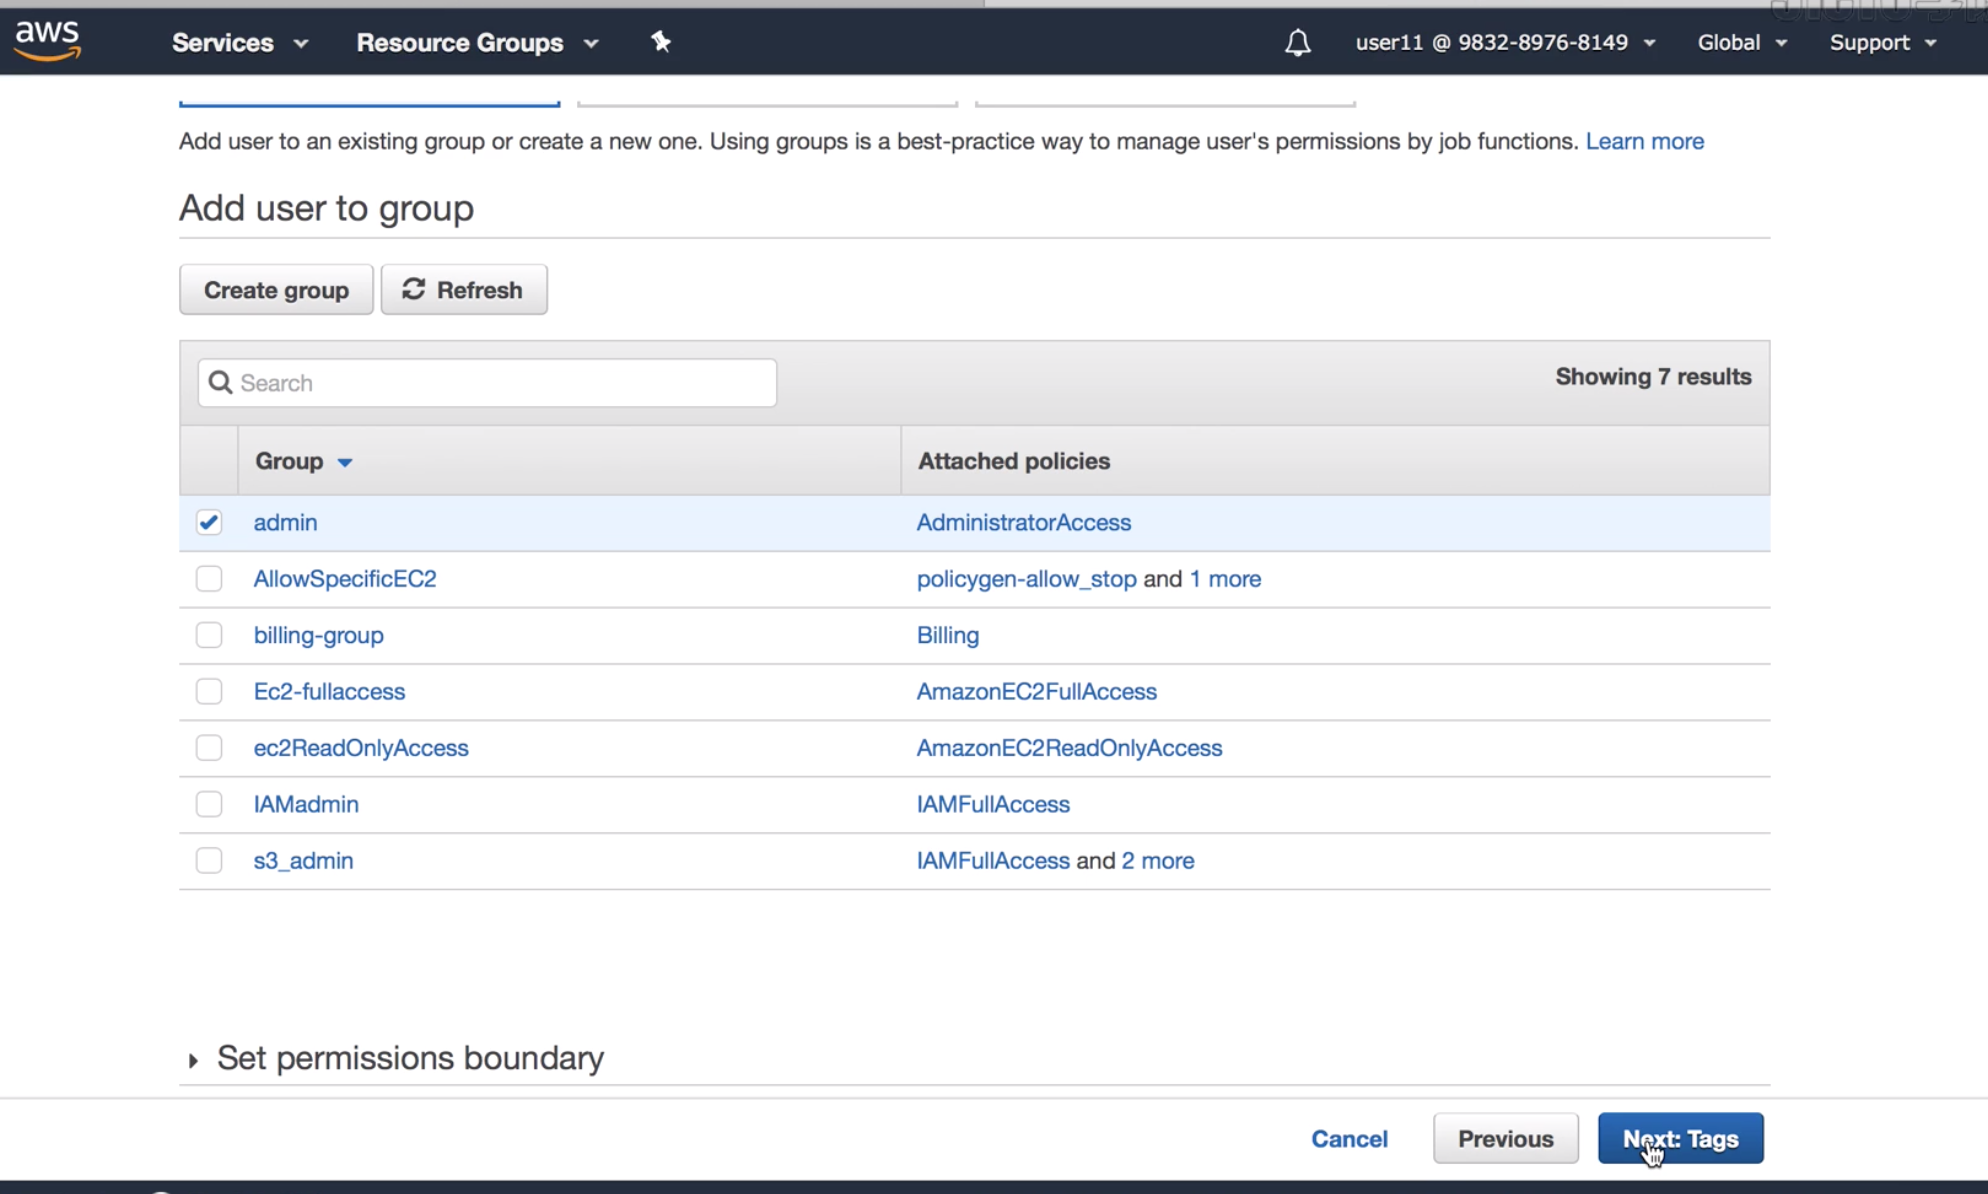 aws Services Resource Groups user11 @ 9832-8976-8149 Global Support
Add user to an existing group or create a new one. Using groups is a best-practice way to manage user's permissions by job functions. Learn more
Add user to group
Create group Refresh
Search Showing 7 results
Group Attached policies
admin AdministratorAccess
AllowSpecificEC2 policygen-allow_stop and 1 more
billing-group Billing
Ec2-fullaccess AmazonEC2FullAccess
ec2ReadOnlyAccess AmazonEC2ReadOnlyAccess
IAMadmin IAMFullAccess
s3_admin IAMFullAccess and 2 more
Set permissions boundary
Cancel Previous Next: Tags